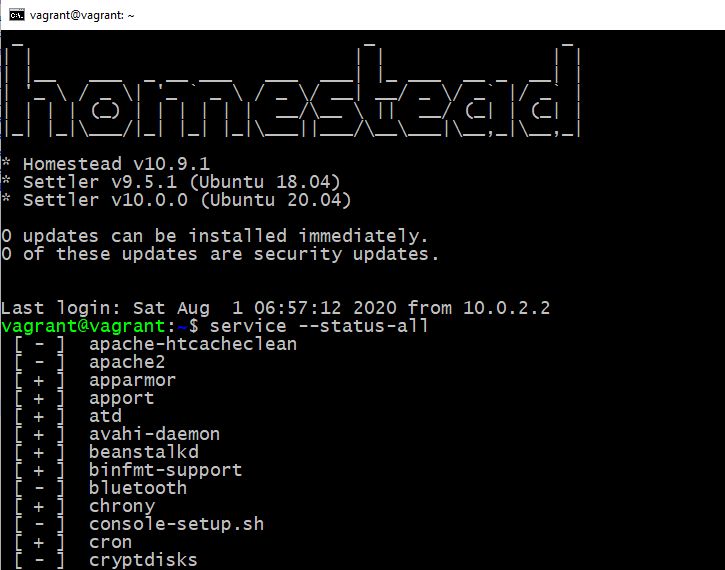 vagrant@vagrant: ~
homestead
* Homestead v10.9.1
* Settler v9.5.1 (Ubuntu 18.04)
* Settler v10.0.0 (Ubuntu 20.04)
0 updates can be installed immediately.
0 of these updates are security updates.
Last login: Sat Aug  1 06:57:12 2020 from 10.0.2.2
vagrant@vagrant:~$ service --status-all
[ - ]  apache-htcacheclean
[ - ]  apache2
[ + ]  apparmor
[ + ]  apport
[ + ]  atd
[ + ]  avahi-daemon
[ + ]  beanstalkd
[ + ]  binfmt-support
[ - ]  bluetooth
[ + ]  chrony
[ - ]  console-setup.sh
[ + ]  cron
[ - ]  cryptdisks